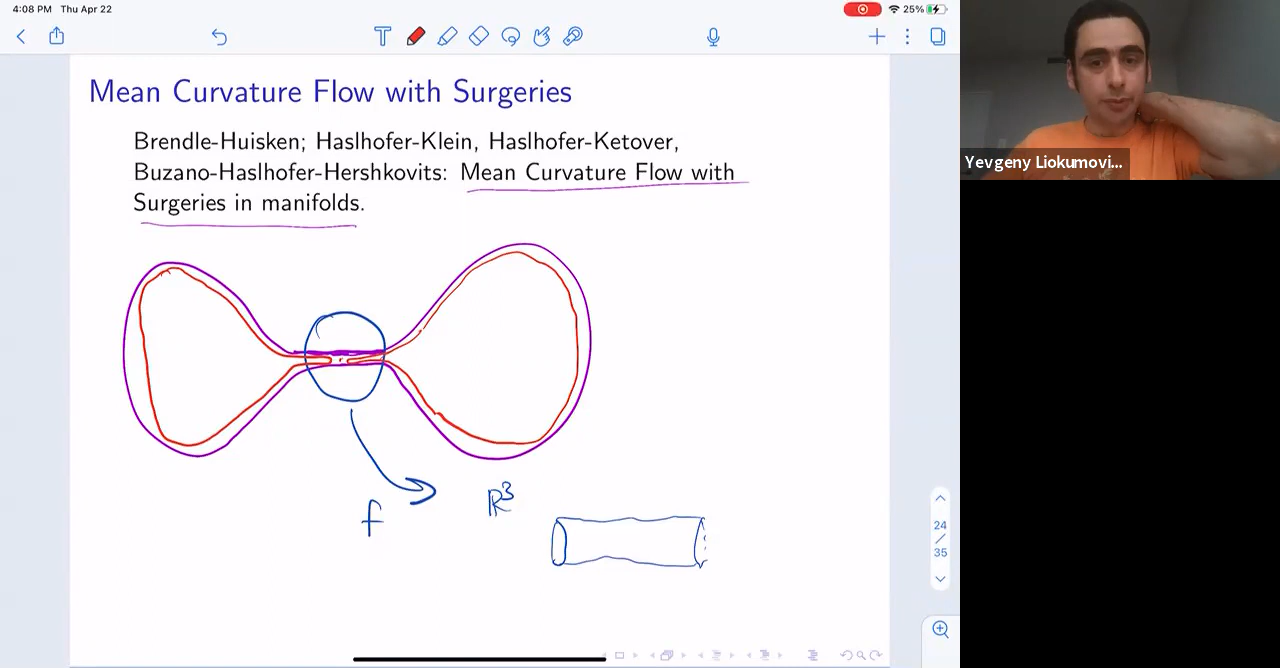 4:08 PM Thu Apr 22
25%
T
Mean Curvature Flow with Surgeries
Brendle-Huisken; Haslhofer-Klein, Haslhofer-Ketover,
Buzano-Haslhofer-Hershkovits: Mean Curvature Flow with
Surgeries in manifolds.
Yevgeny Liokumovi...
f
ℝ³
24
/
35